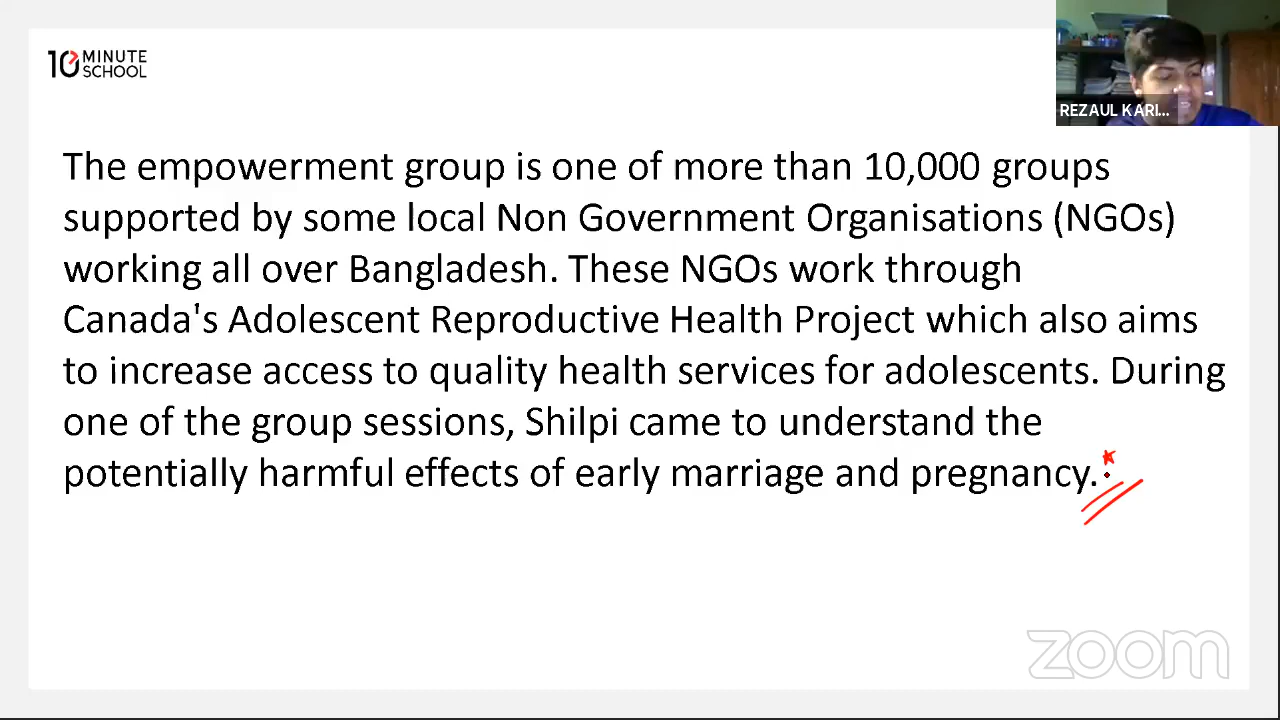 10 MINUTE
SCHOOL
REZAUL KARI...
The empowerment group is one of more than 10,000 groups
supported by some local Non Government Organisations (NGOs)
working all over Bangladesh. These NGOs work through
Canada's Adolescent Reproductive Health Project which also aims
to increase access to quality health services for adolescents. During
one of the group sessions, Shilpi came to understand the
potentially harmful effects of early marriage and pregnancy.
zoom